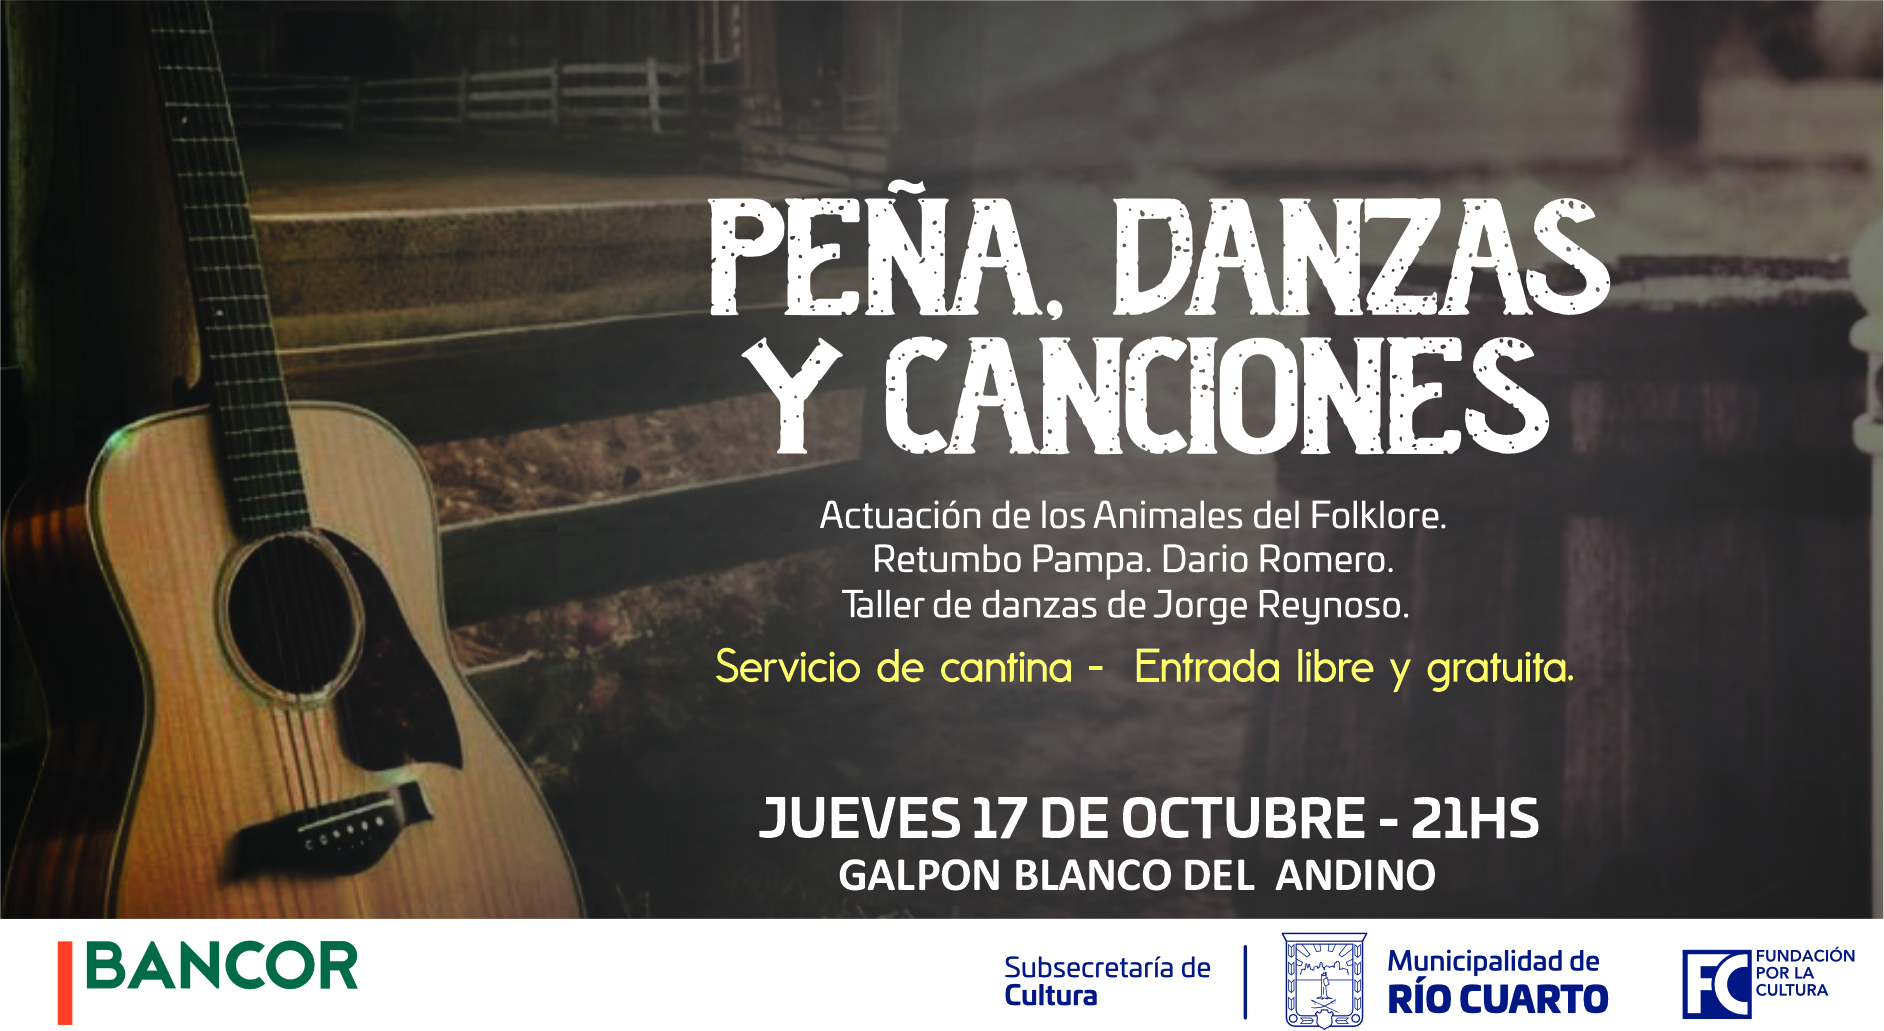 PEÑA, DANZAS
Y CANCIONES
Actuación de los Animales del Folklore.
Retumbo Pampa. Dario Romero.
Taller de danzas de Jorge Reynoso.
Servicio de cantina - Entrada libre y gratuita.
JUEVES 17 DE OCTUBRE - 21HS
GALPON BLANCO DEL ANDINO
BANCOR
Subsecretaría de
Cultura
Municipalidad de
RÍO CUARTO
FC
FUNDACIÓN
POR LA
CULTURA